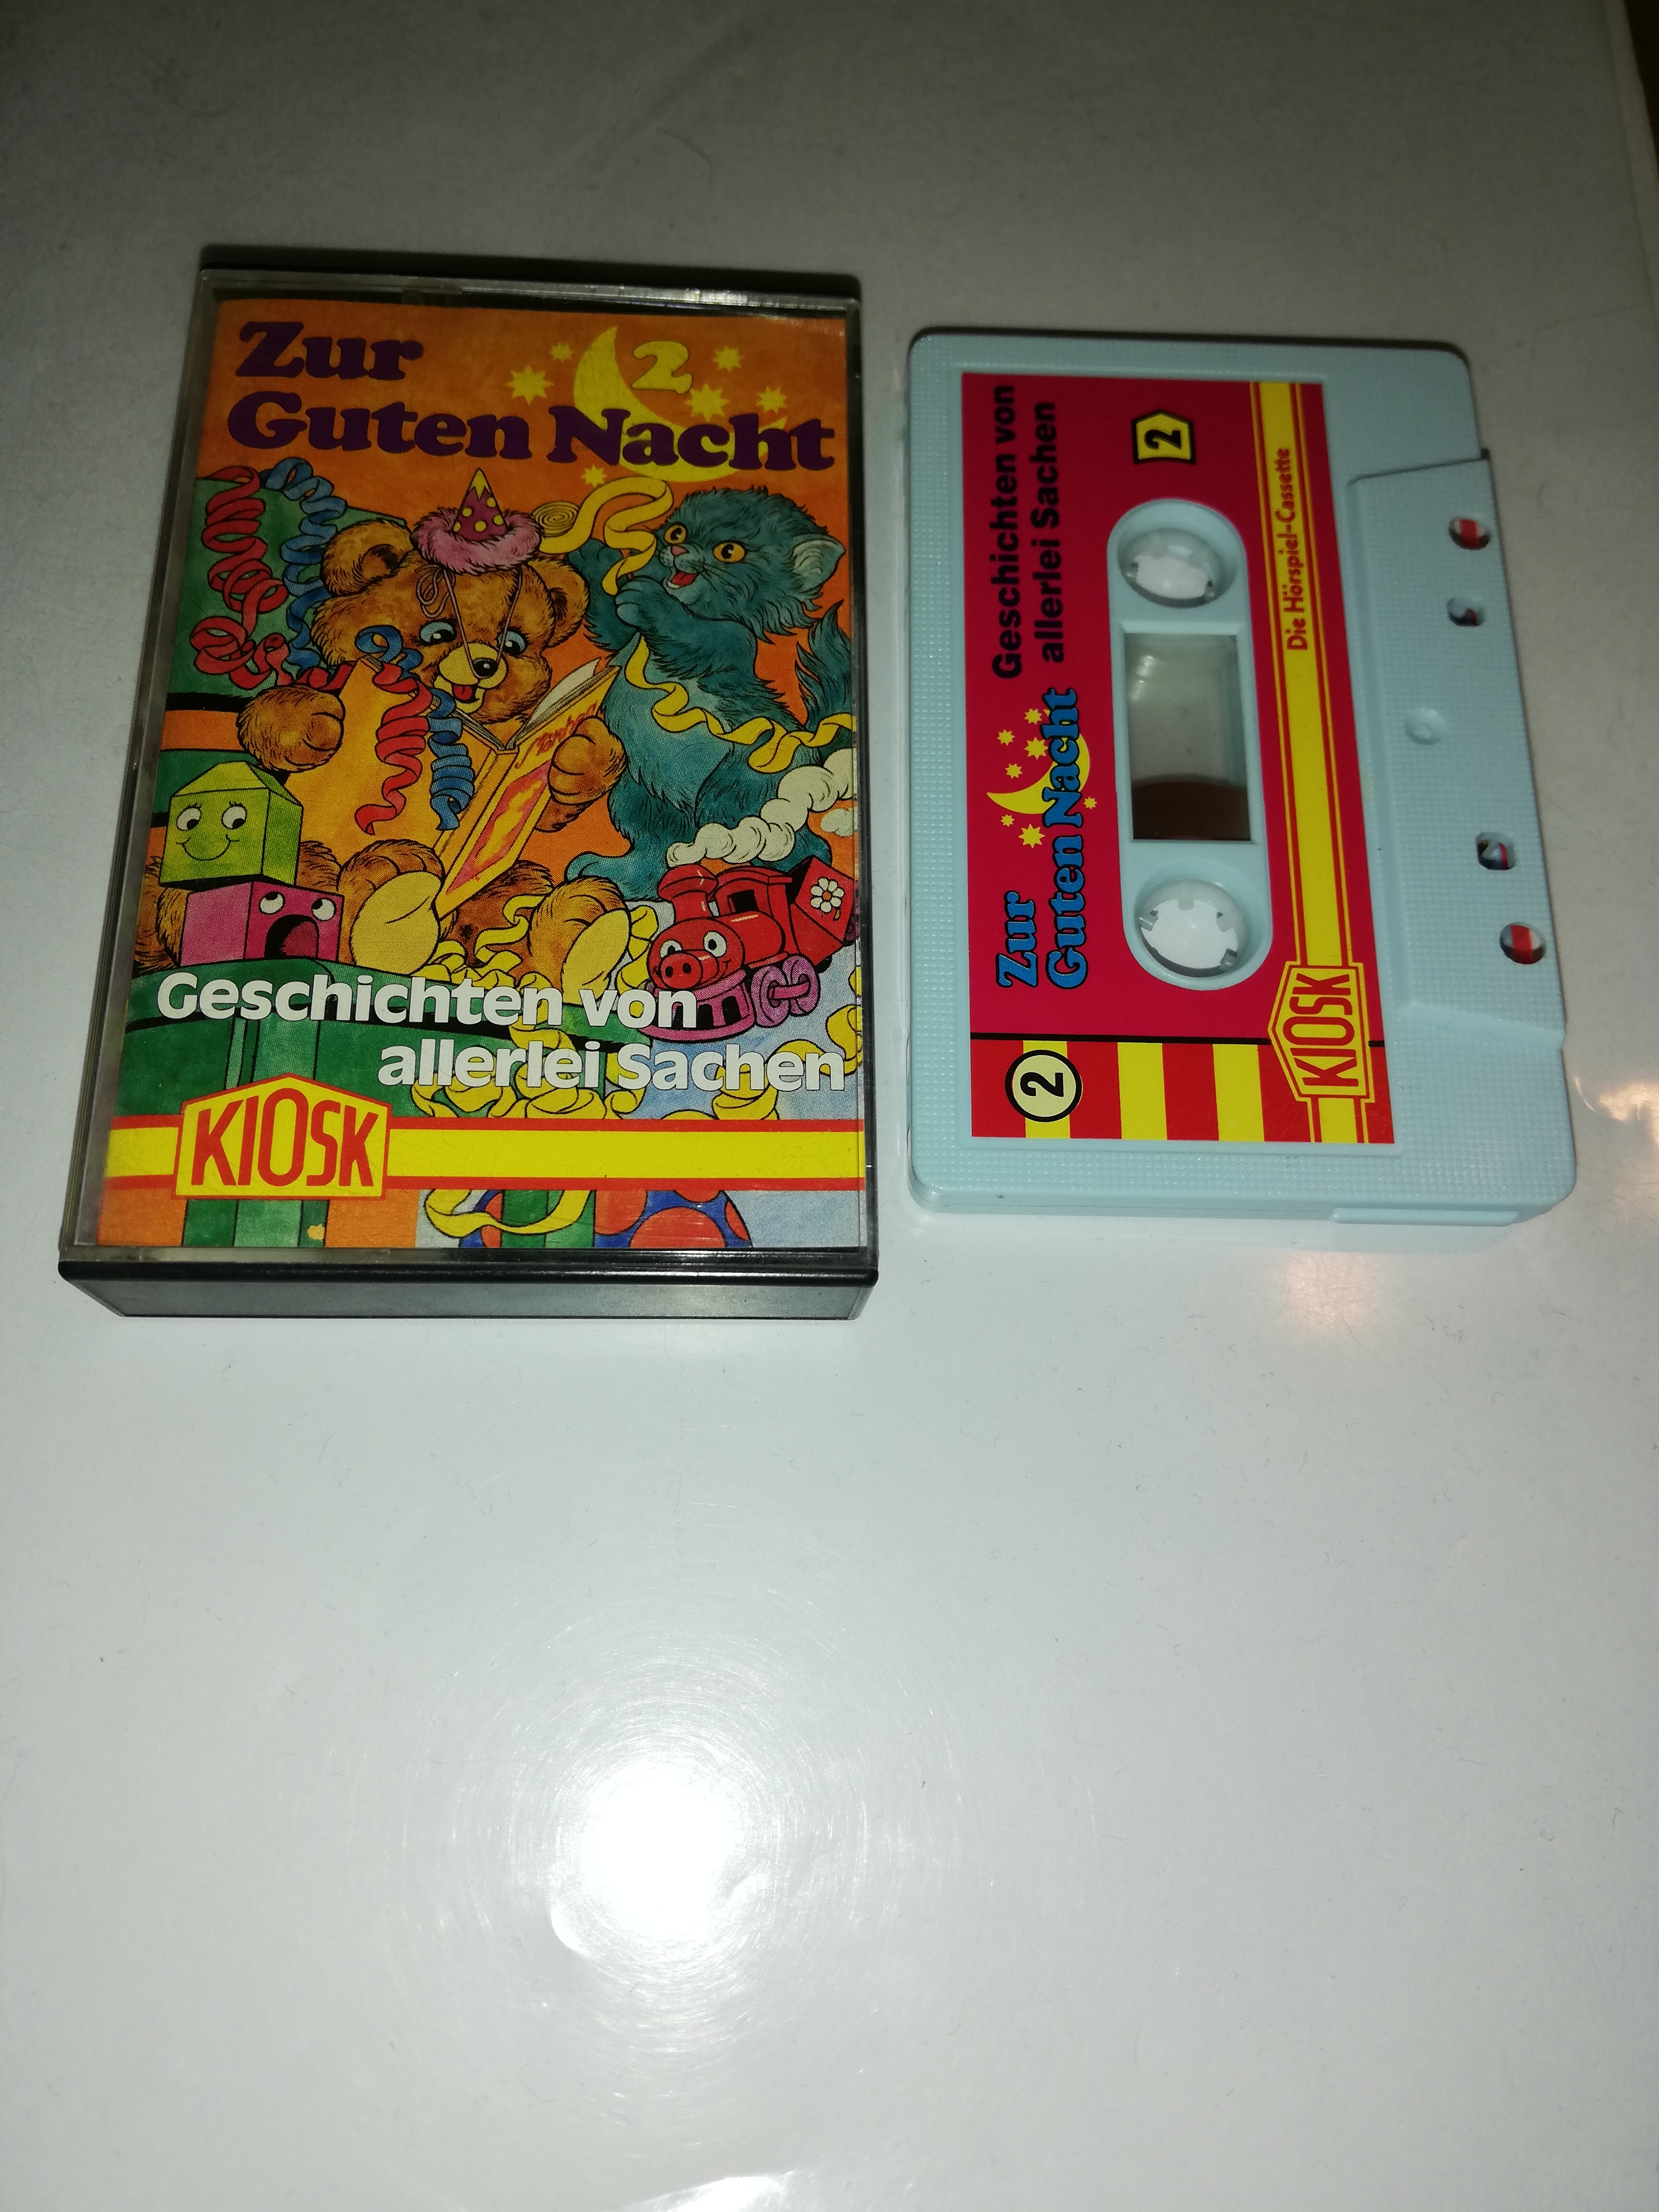 Zur
2
Guten Nacht
Geschichten von
allerlei Sachen
KIOSK
2
Zur
Guten Nacht
Geschichten von
allerlei Sachen
2
Die Hörspiel-Cassette
KIOSK